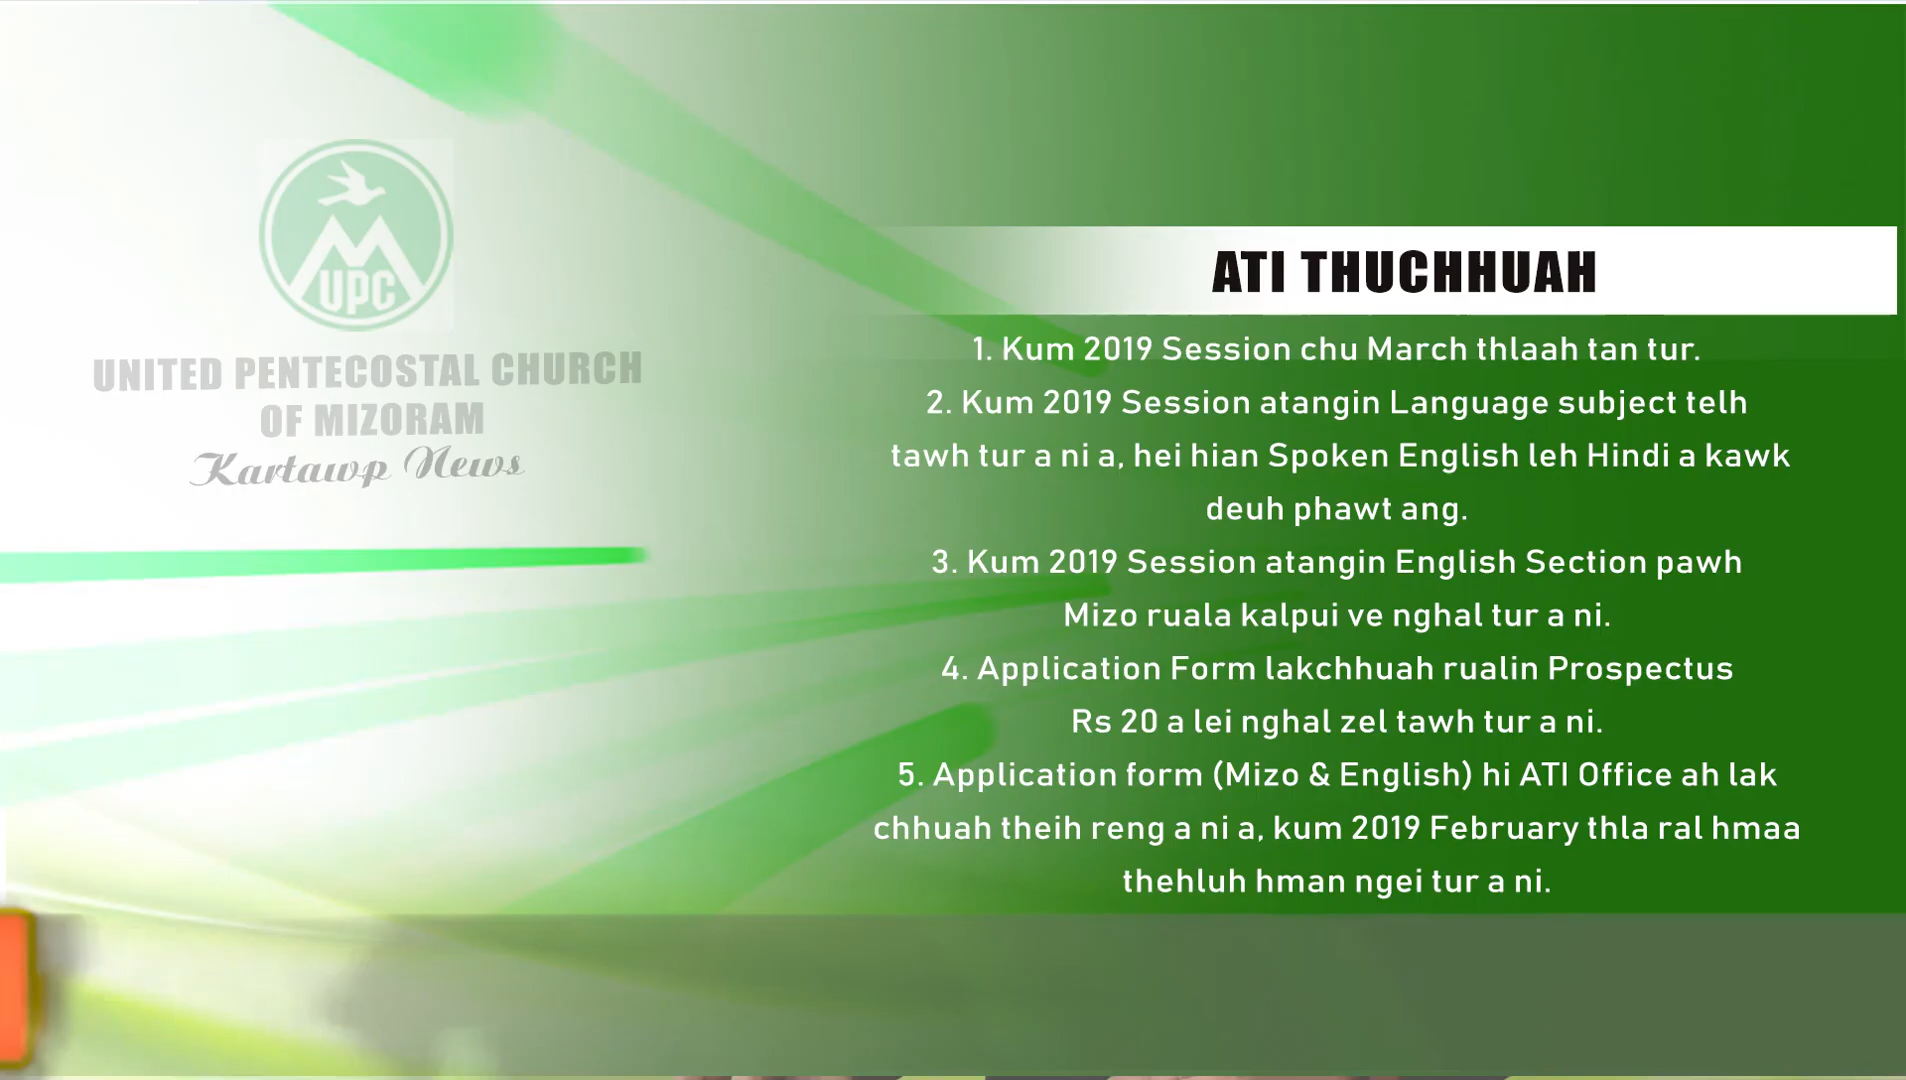 UPC
UNITED PENTECOSTAL CHURCH
OF MIZORAM
Kartawp News
ATI THUCHHUAH
1. Kum 2019 Session chu March thlaah tan tur.
2. Kum 2019 Session atangin Language subject telh
tawh tur a ni a, hei hian Spoken English leh Hindi a kawk
deuh phawt ang.
3. Kum 2019 Session atangin English Section pawh
Mizo ruala kalpui ve nghal tur a ni.
4. Application Form lakchhuah rualin Prospectus
Rs 20 a lei nghal zel tawh tur a ni.
5. Application form (Mizo & English) hi ATI Office ah lak
chhuah theih reng a ni a, kum 2019 February thla ral hmaa
thehluh hman ngei tur a ni.